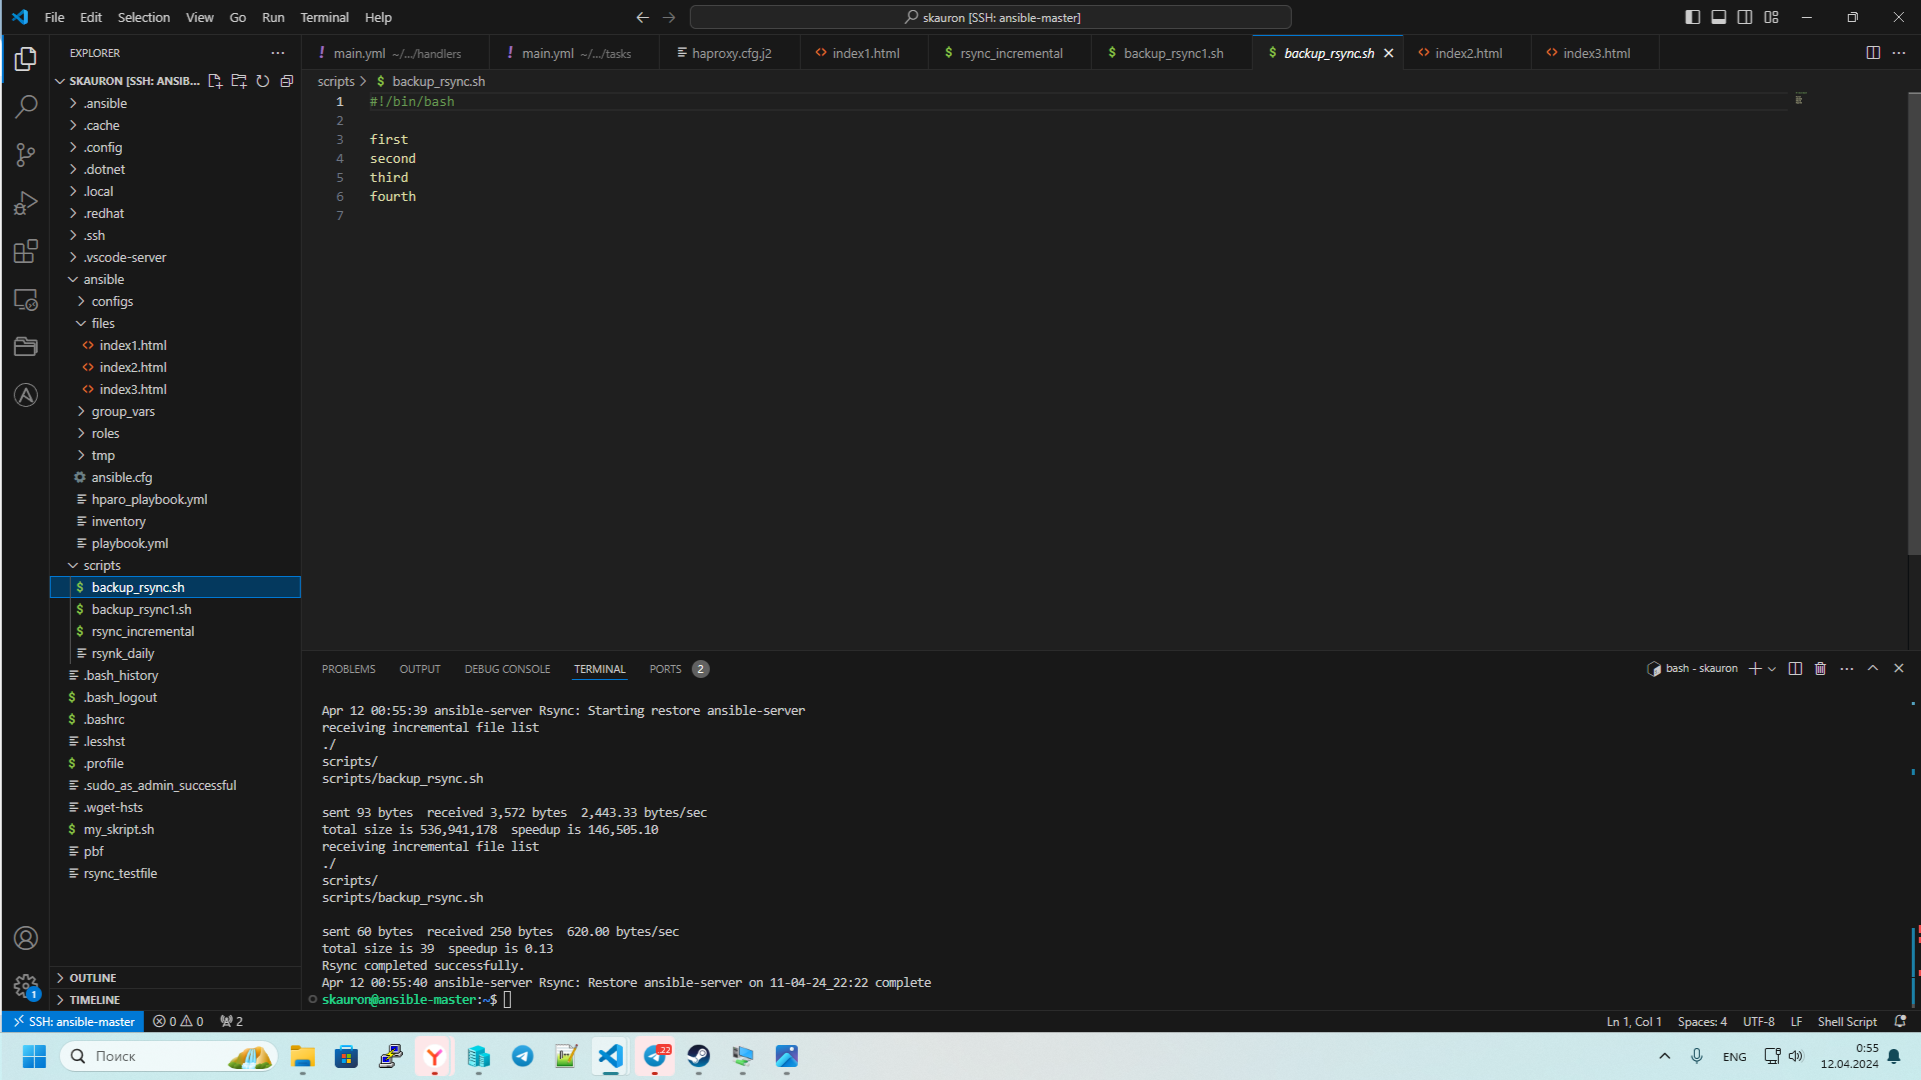 File Edit Selection View Go Run Terminal Help
skauron [SSH: ansible-master]
EXPLORER
main.yml ~/.../handlers
main.yml ~/.../tasks
haproxy.cfg.j2
index1.html
rsync_incremental
backup_rsync1.sh
backup_rsync.sh
index2.html
index3.html
SKAURON [SSH: ANSIB...
scripts > backup_rsync.sh
.ansible
.cache
.config
.dotnet
.local
.redhat
.ssh
.vscode-server
ansible
configs
files
index1.html
index2.html
index3.html
group_vars
roles
tmp
ansible.cfg
hparo_playbook.yml
inventory
playbook.yml
scripts
backup_rsync.sh
backup_rsync1.sh
rsync_incremental
rsynk_daily
.bash_history
.bash_logout
.bashrc
.lesshst
.profile
.sudo_as_admin_successful
.wget-hsts
my_skript.sh
pbf
rsync_testfile
OUTLINE
TIMELINE
1 #!/bin/bash
2
3 first
4 second
5 third
6 fourth
7
PROBLEMS OUTPUT DEBUG CONSOLE TERMINAL PORTS 2
bash - skauron
Apr 12 00:55:39 ansible-server Rsync: Starting restore ansible-server
receiving incremental file list
./
scripts/
scripts/backup_rsync.sh
sent 93 bytes  received 3,572 bytes  2,443.33 bytes/sec
total size is 536,941,178  speedup is 146,505.10
receiving incremental file list
./
scripts/
scripts/backup_rsync.sh
sent 60 bytes  received 250 bytes  620.00 bytes/sec
total size is 39  speedup is 0.13
Rsync completed successfully.
Apr 12 00:55:40 ansible-server Rsync: Restore ansible-server on 11-04-24_22:22 complete
skauron@ansible-master:~$
1
SSH: ansible-master 0 0 2
Ln 1, Col 1 Spaces: 4 UTF-8 LF Shell Script
Поиск
22
ENG
0:55
12.04.2024